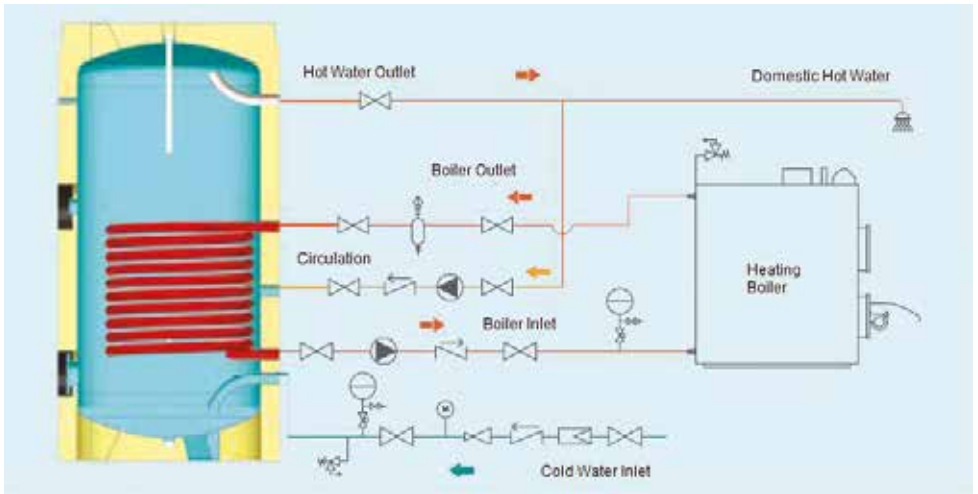 Hot Water Outlet
Domestic Hot Water
Boiler Outlet
Circulation
Heating
Boiler
Boiler Inlet
M
Cold Water Inlet